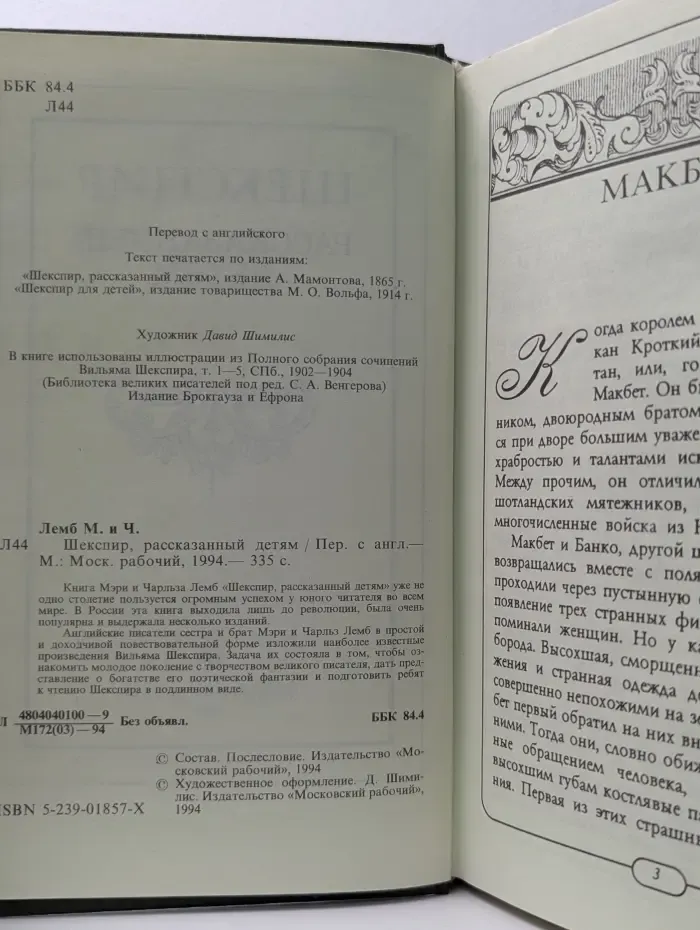 ББК 84.4
Л44
Перевод с английского
Текст печатается по изданиям:
«Шекспир, рассказанный детям», издание А. Мамонтова, 1865 г.
«Шекспир для детей», издание товарищества М. О. Вольфа, 1914 г.
Художник Давид Шимилис
В книге использованы иллюстрации из Полного собрания сочинений
Вильяма Шекспира, т. 1—5, СПб., 1902—1904
(Библиотека великих писателей под ред. С. А. Венгерова)
Издание Брокгауза и Ефрона
Лемб М. и Ч.
Л44 Шекспир, рассказанный детям / Пер. с англ.—
М.: Моск. рабочий, 1994.— 335 с.
Книга Мэри и Чарльза Лемб «Шекспир, рассказанный детям» уже не
одно столетие пользуется огромным успехом у юного читателя во всем
мире. В России эта книга выходила лишь до революции, была очень
популярна и выдержала несколько изданий.
Английские писатели сестра и брат Мэри и Чарльз Лемб в простой
и доходчивой повествовательной форме изложили наиболее известные
произведения Вильяма Шекспира. Задача их состояла в том, чтобы оз-
накомить молодое поколение с творчеством великого писателя, дать пред-
ставление о богатстве его поэтической фантазии и подготовить ребят
к чтению Шекспира в подлинном виде.
Л 4804040100—9
М172(03)—94 Без объявл. ББК 84.4
© Состав. Послесловие. Издательство «Мо-
сковский рабочий», 1994
© Художественное оформление. Д. Шими-
лис. Издательство «Московский рабочий»,
1994
ISBN 5-239-01857-X
МАКБ
Когда королем
кан Кроткий
тан, или, го
Макбет. Он б
ником, двоюродным братом
ся при дворе большим уваже
храбростью и талантами иск
Между прочим, он отличил
шотландских мятежников,
многочисленные войска из Н
Макбет и Банко, другой ш
возвращались вместе с поля
проходили через пустынную
появление трех странных фи
поминали женщин. Но у ка
борода. Высохшая, сморщенн
жения и странная одежда де
совершенно непохожими на зе
бет первый обратил на них вн
ними. Тогда они, словно обиж
ные обращением человека,
высохшим губам костлявые па
ния. Первая из этих страшн
3